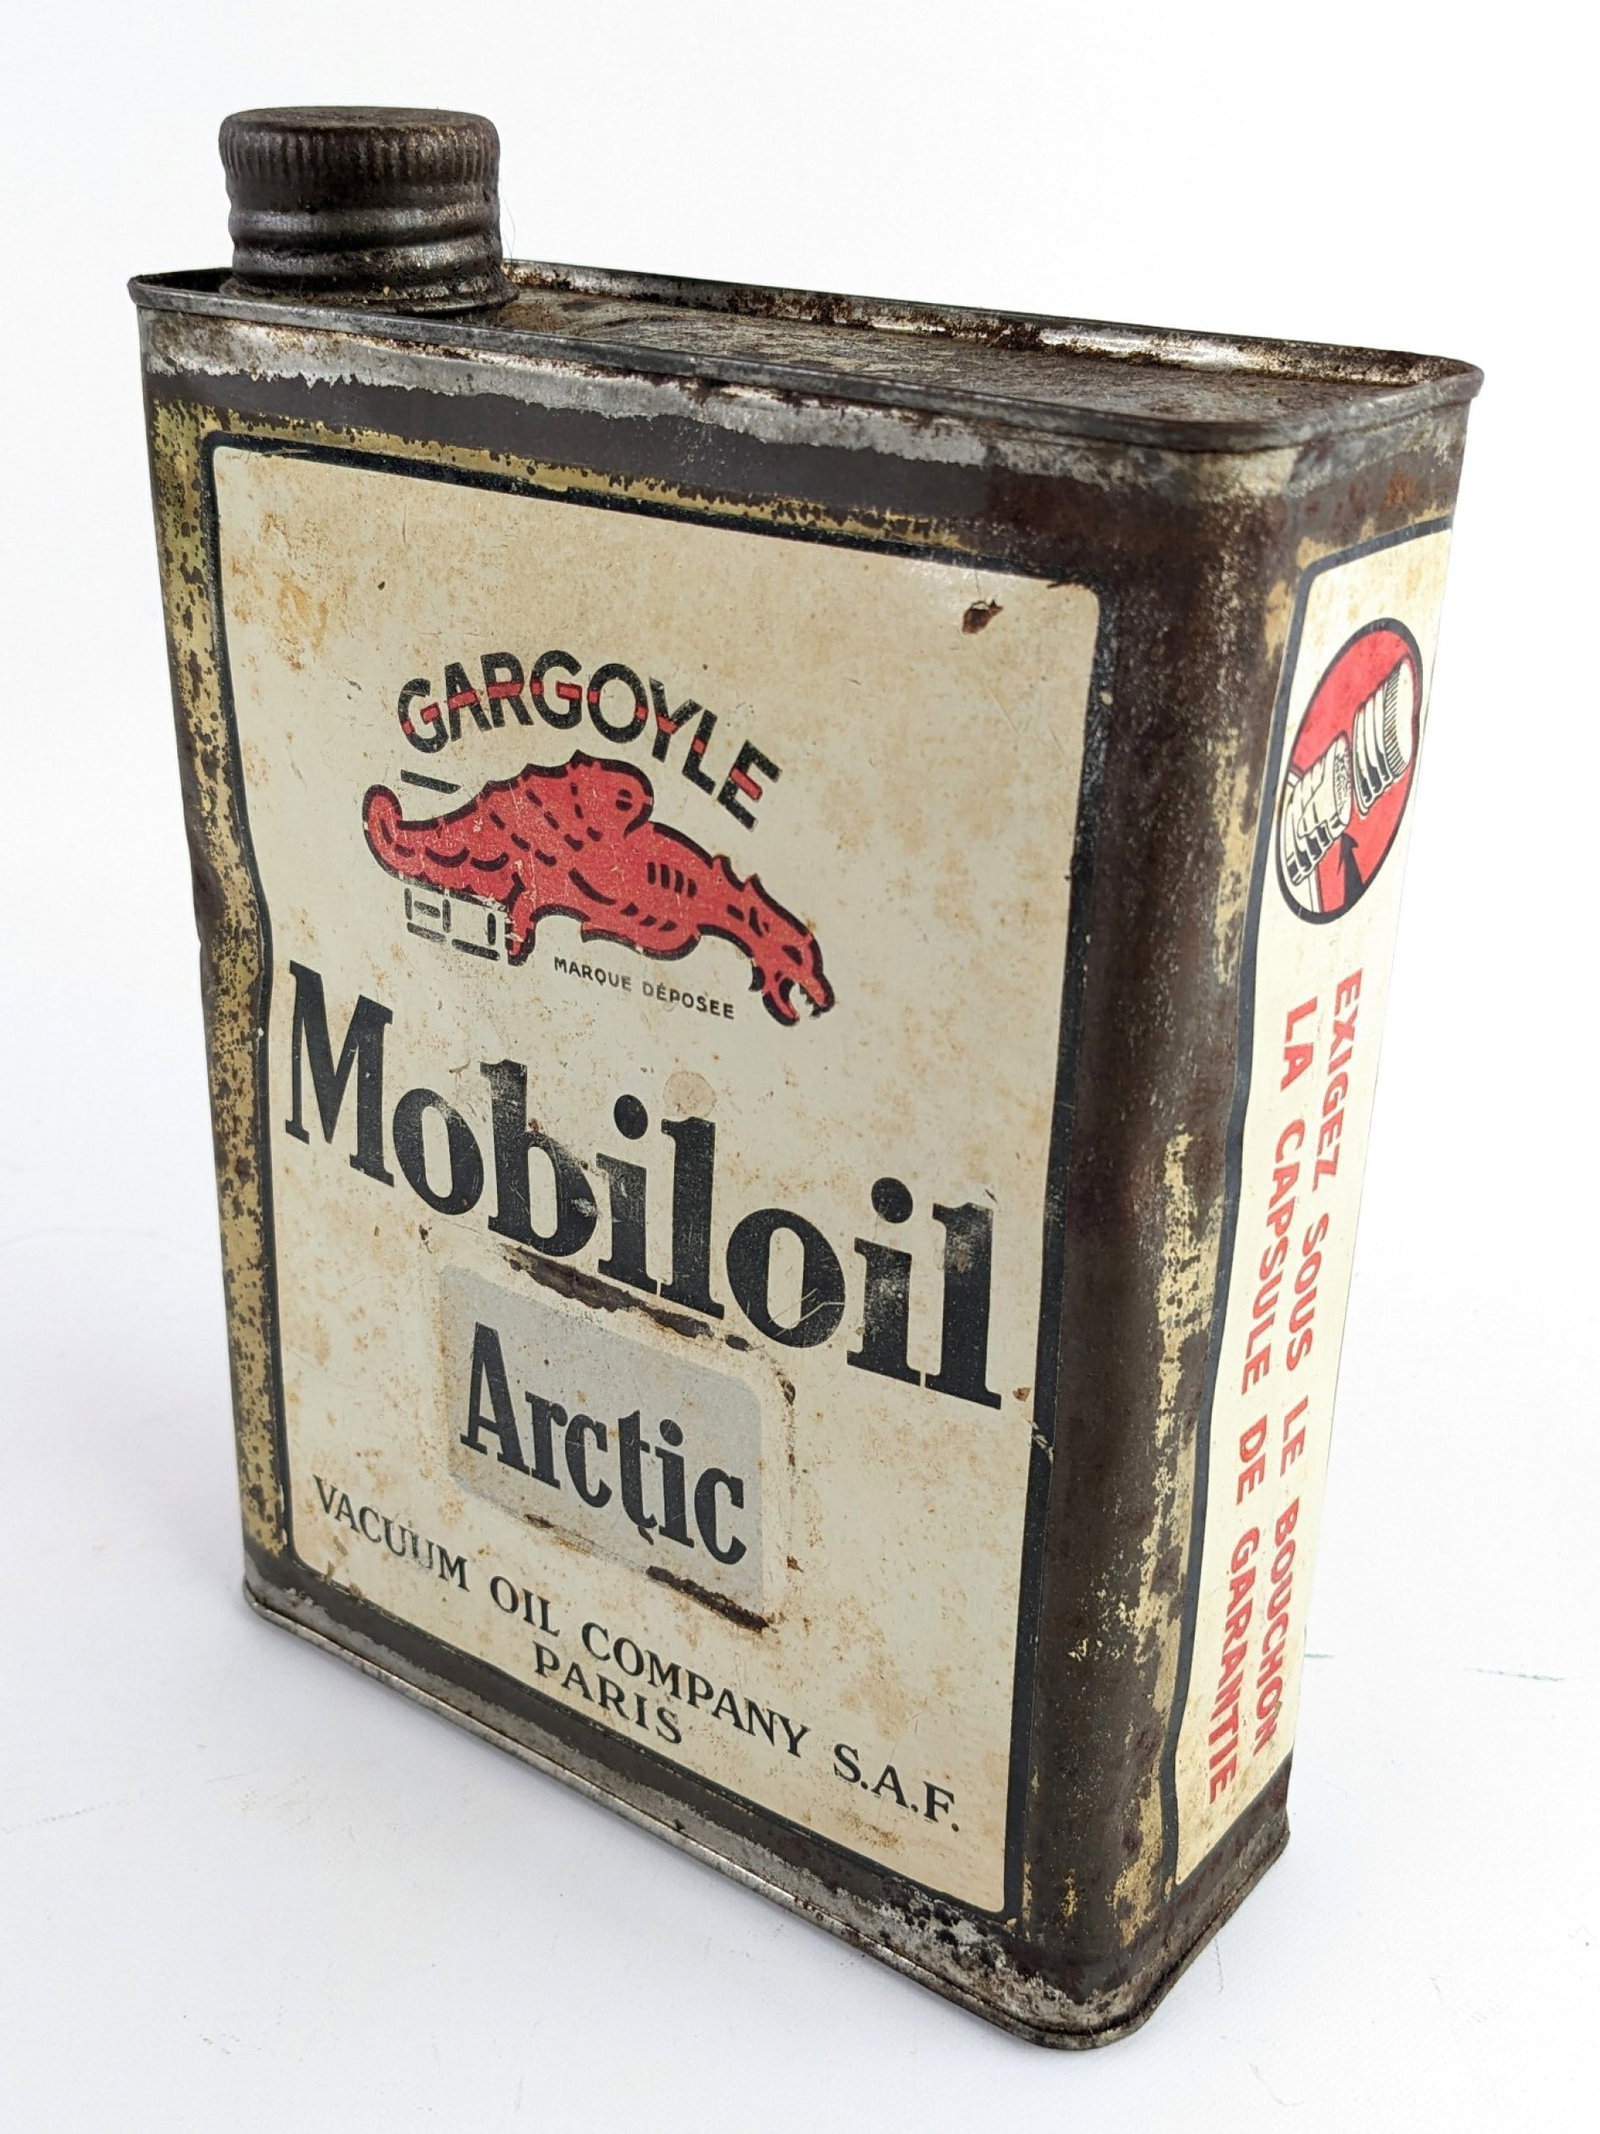 GARGOYLE
MARQUE DÉPOSEE
Mobiloil
Arctic
VACUUM OIL COMPANY S.A.F.
PARIS
EXIGEZ SOUS LE BOUCHON
LA CAPSULE DE GARANTIE